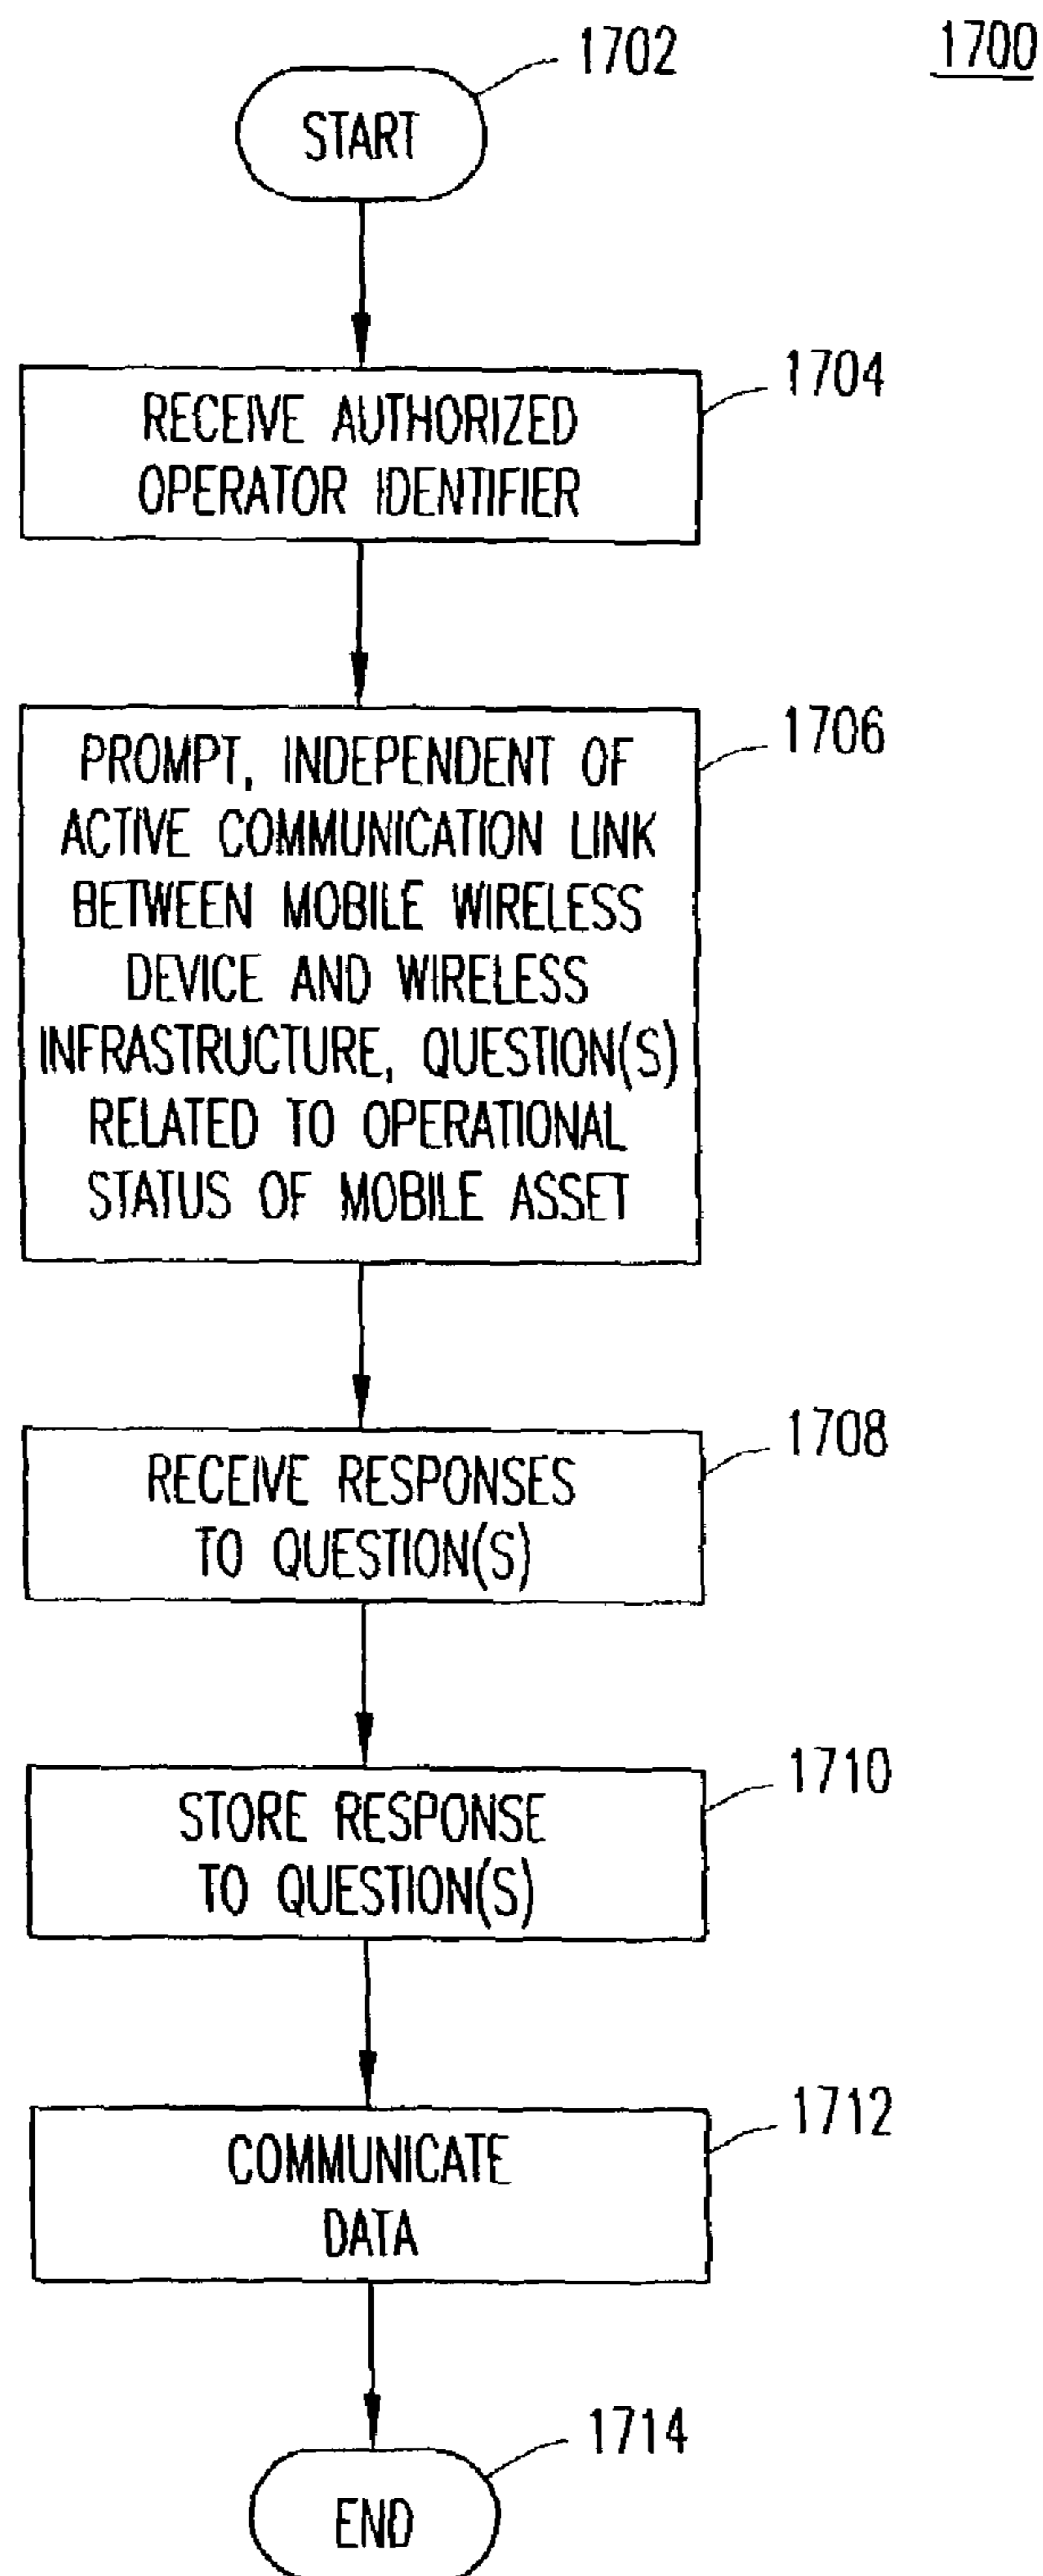 1700
1702
START
1704
RECEIVE AUTHORIZED
OPERATOR IDENTIFIER
1706
PROMPT, INDEPENDENT OF
ACTIVE COMMUNICATION LINK
BETWEEN MOBILE WIRELESS
DEVICE AND WIRELESS
INFRASTRUCTURE, QUESTION(S)
RELATED TO OPERATIONAL
STATUS OF MOBILE ASSET
1708
RECEIVE RESPONSES
TO QUESTION(S)
1710
STORE RESPONSE
TO QUESTION(S)
1712
COMMUNICATE
DATA
1714
END